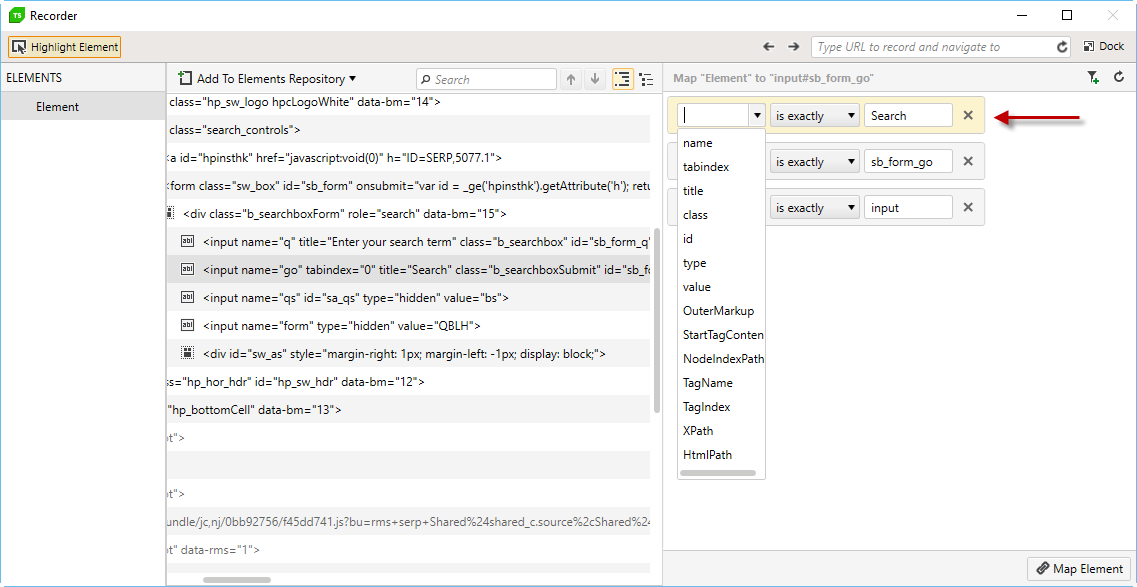 TS Recorder
Highlight Element
Type URL to record and navigate to
Dock
ELEMENTS
Element
Add To Elements Repository
Search
class="hp_sw_logo hpcLogoWhite" data-bm="14">
class="search_controls">
<a id="hpinsthk" href="javascript:void(0)" h="ID=SERP,5077.1">
<form class="sw_box" id="sb_form" onsubmit="var id = _ge('hpinsthk').getAttribute('h'); retu
<div class="b_searchboxForm" role="search" data-bm="15">
abl <input name="q" title="Enter your search term" class="b_searchbox" id="sb_form_q"
abl <input name="go" tabindex="0" title="Search" class="b_searchboxSubmit" id="sb_fo
abl <input name="qs" id="sa_qs" type="hidden" value="bs">
abl <input name="form" type="hidden" value="QBLH">
<div id="sw_as" style="margin-right: 1px; margin-left: -1px; display: block;">
ss="hp_hor_hdr" id="hp_sw_hdr" data-bm="12">
"hp_bottomCell" data-bm="13">
ot">
ot">
undle/jc,nj/0bb92756/f45dd741.js?bu=rms+serp+Shared%24shared_c.source%2cShared%24
ot" data-rms="1">
Map "Element" to "input#sb_form_go"
is exactly
Search
is exactly
sb_form_go
is exactly
input
name
tabindex
title
class
id
type
value
OuterMarkup
StartTagConten
NodeIndexPath
TagName
TagIndex
XPath
HtmlPath
Map Element